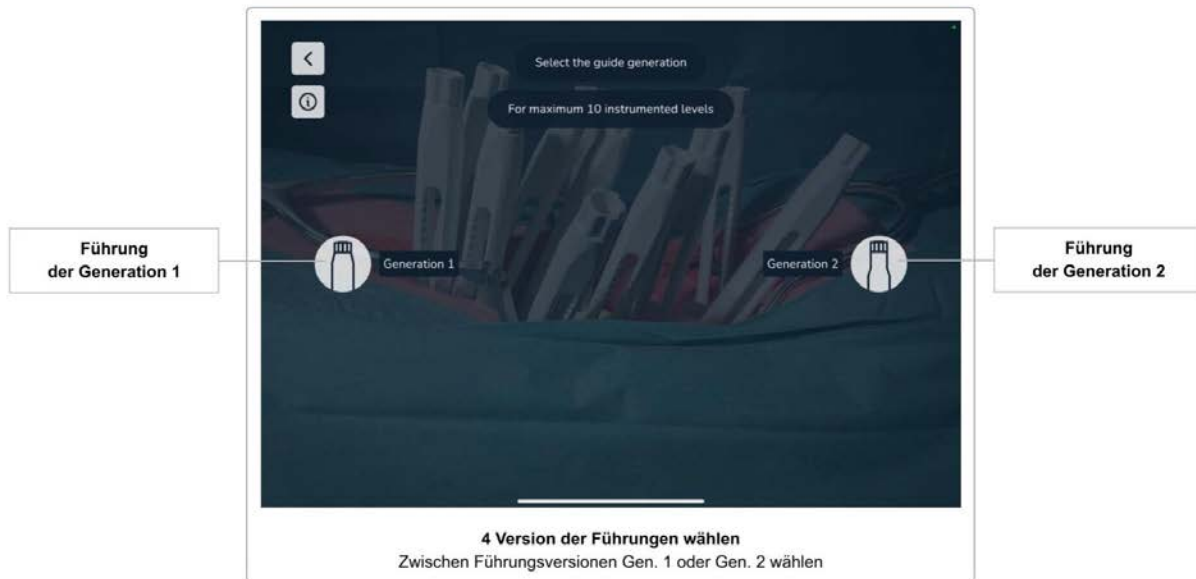 Select the guide generation
For maximum 10 instrumented levels
Führung
der Generation 1
Generation 1
Generation 2
Führung
der Generation 2
4 Version der Führungen wählen
Zwischen Führungsversionen Gen. 1 oder Gen. 2 wählen